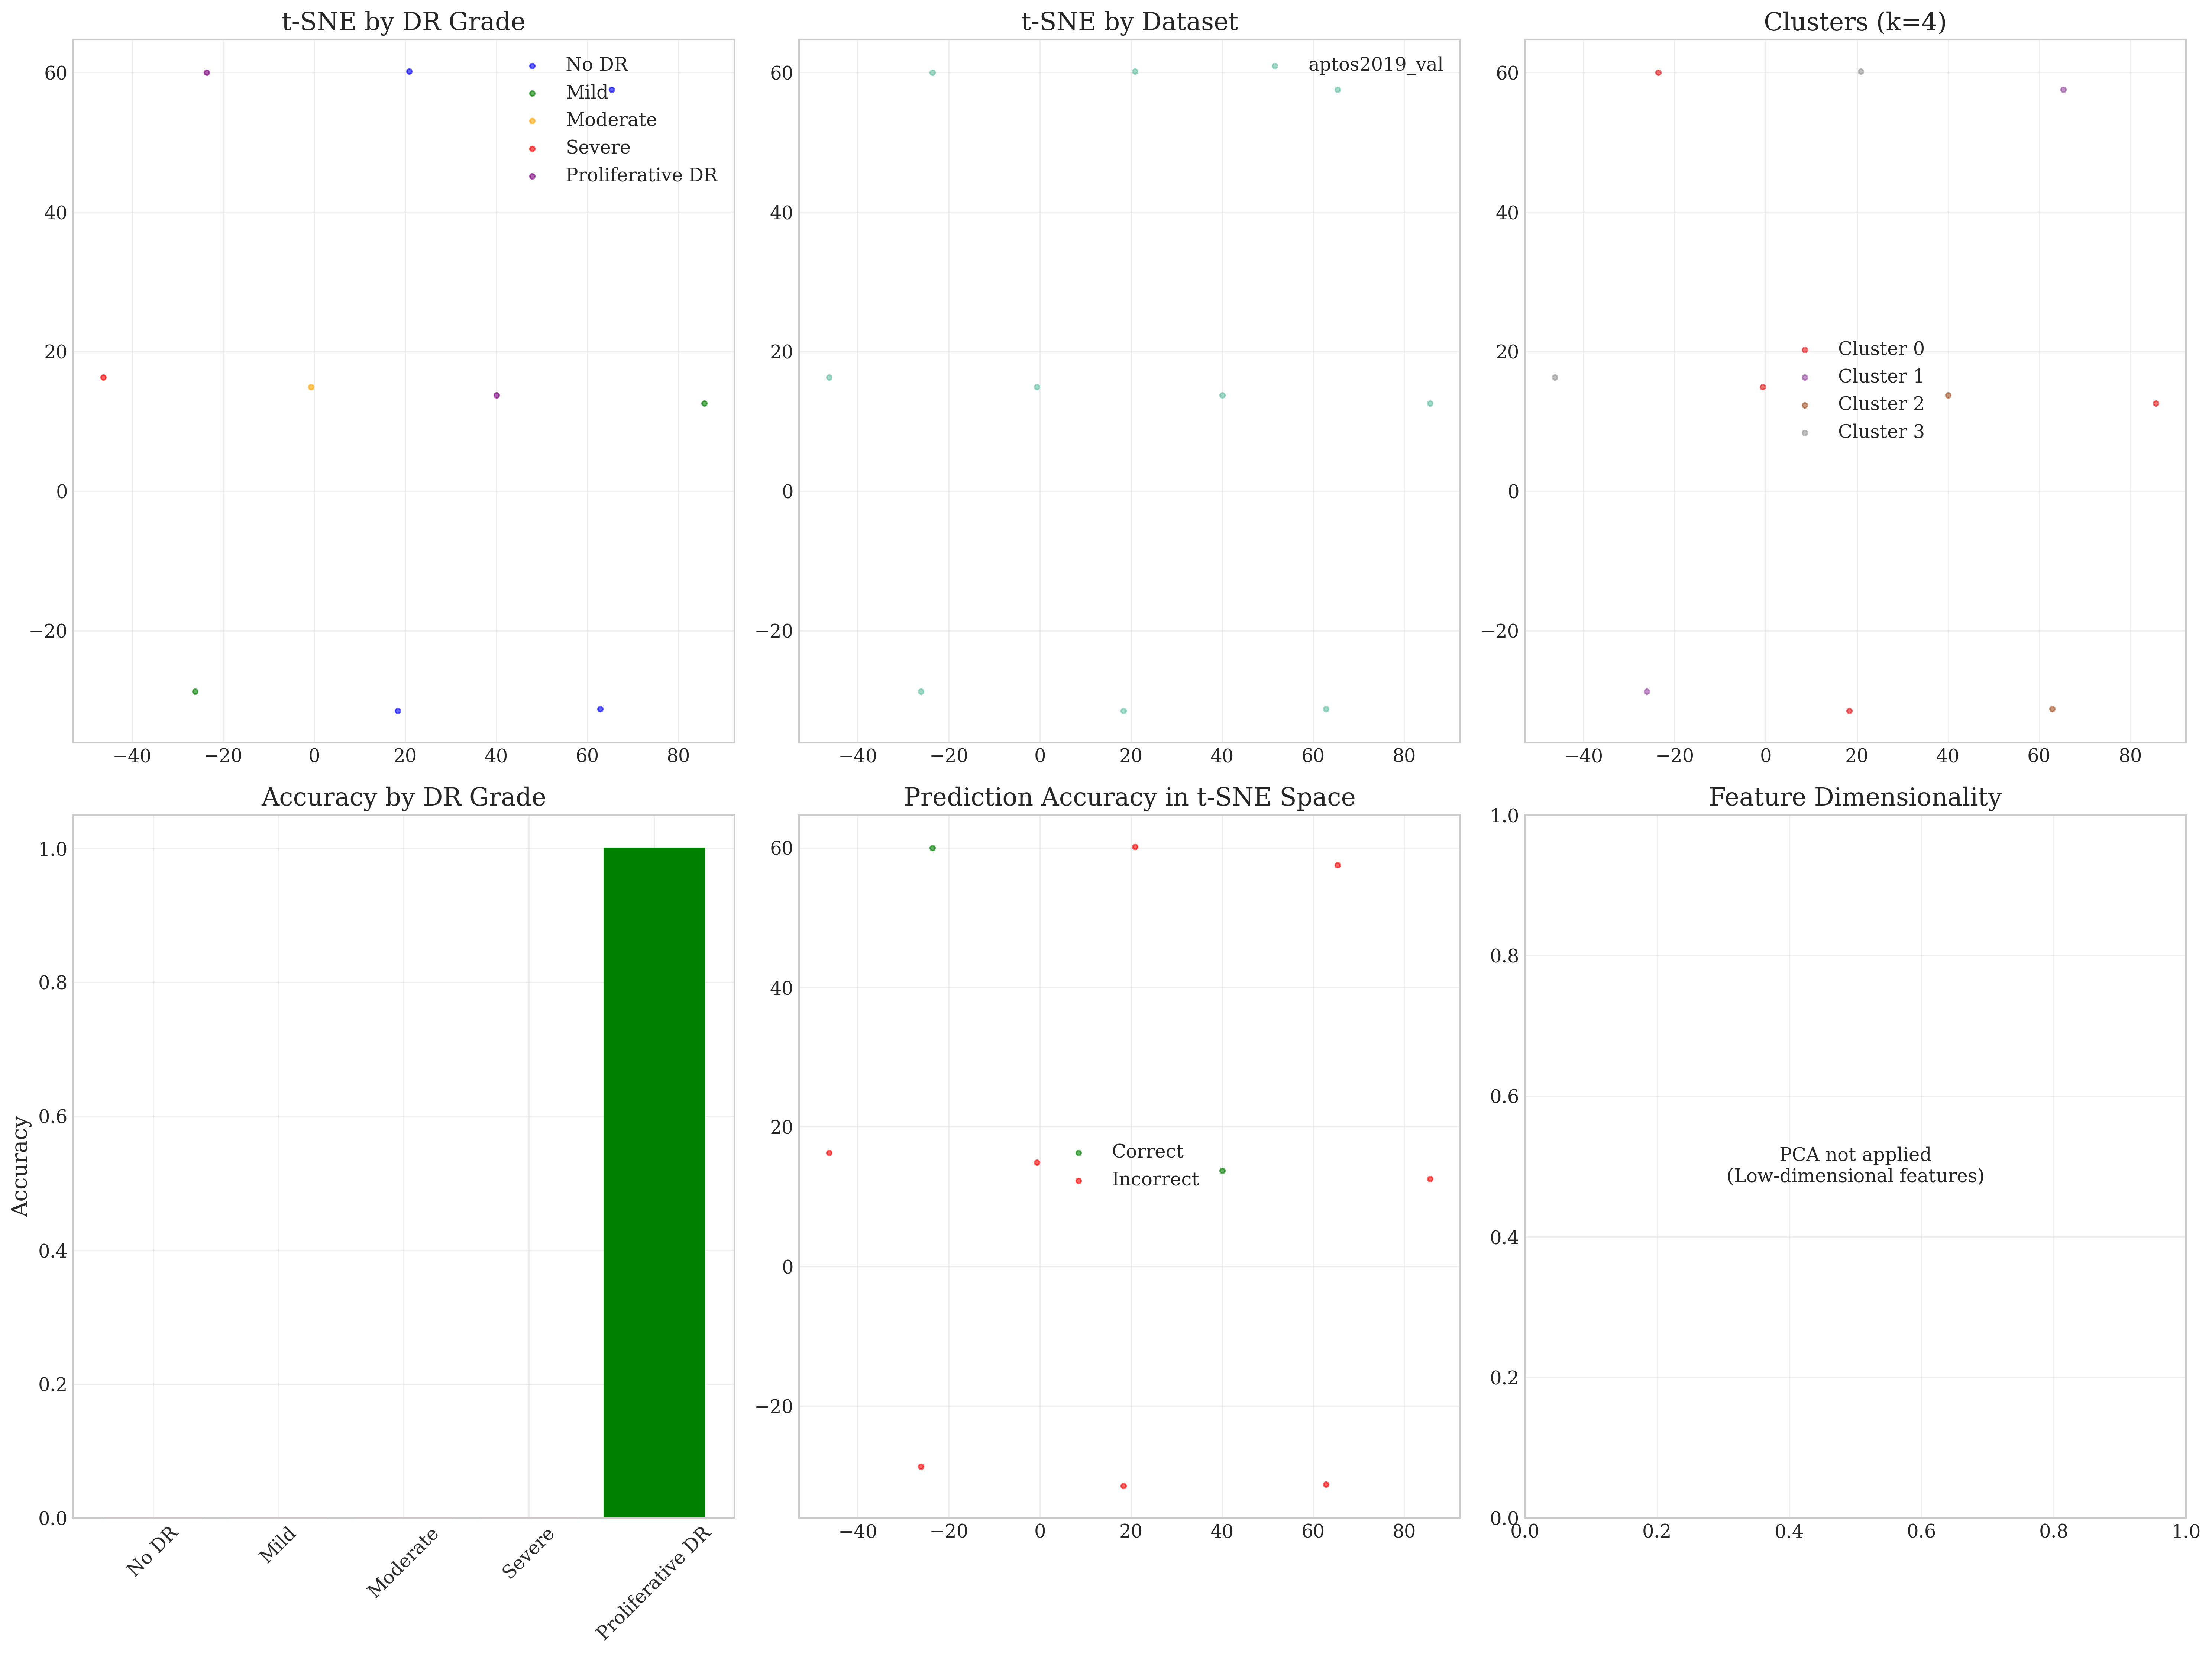 t-SNE by DR Grade
60
40
20
0
−20
−40
−20
0
20
40
60
80
No DR
Mild
Moderate
Severe
Proliferative DR
t-SNE by Dataset
60
40
20
0
−20
−40
−20
0
20
40
60
80
aptos2019_val
Clusters (k=4)
60
40
20
0
−20
−40
−20
0
20
40
60
80
Cluster 0
Cluster 1
Cluster 2
Cluster 3
Accuracy by DR Grade
Accuracy
1.0
0.8
0.6
0.4
0.2
0.0
No DR
Mild
Moderate
Severe
Proliferative DR
Prediction Accuracy in t-SNE Space
60
40
20
0
−20
−40
−20
0
20
40
60
80
Correct
Incorrect
Feature Dimensionality
1.0
0.8
0.6
0.4
0.2
0.0
0.0
0.2
0.4
0.6
0.8
1.0
PCA not applied
(Low-dimensional features)